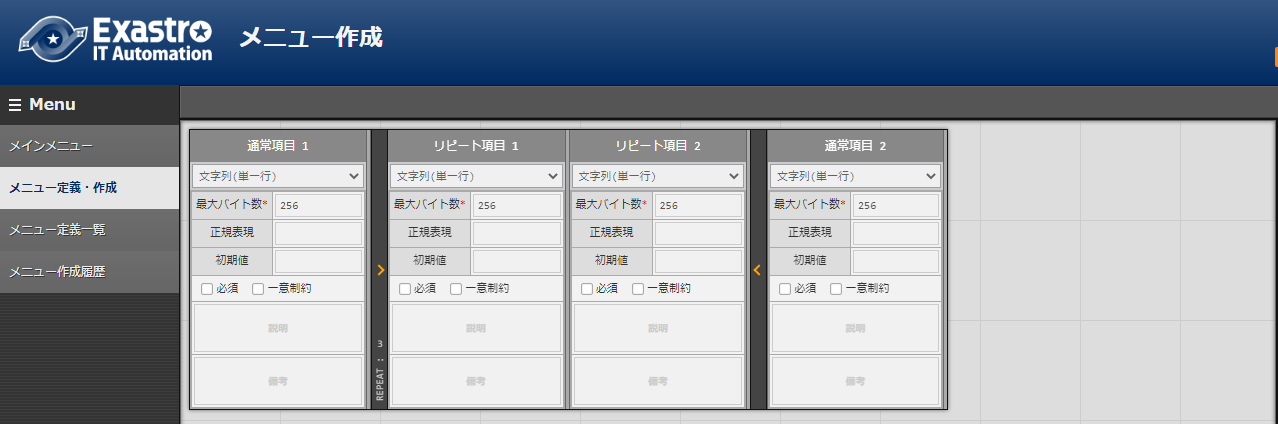 Exastro
IT Automation
メニュー作成
Menu
メインメニュー
メニュー定義・作成
メニュー定義一覧
メニュー作成履歴
通常項目 1
文字列(単一行)
最大バイト数* 256
正規表現
初期値
必須 一意制約
説明
備考
REPEAT : 3
リピート項目 1
文字列(単一行)
最大バイト数* 256
正規表現
初期値
必須 一意制約
説明
備考
リピート項目 2
文字列(単一行)
最大バイト数* 256
正規表現
初期値
必須 一意制約
説明
備考
通常項目 2
文字列(単一行)
最大バイト数* 256
正規表現
初期値
必須 一意制約
説明
備考